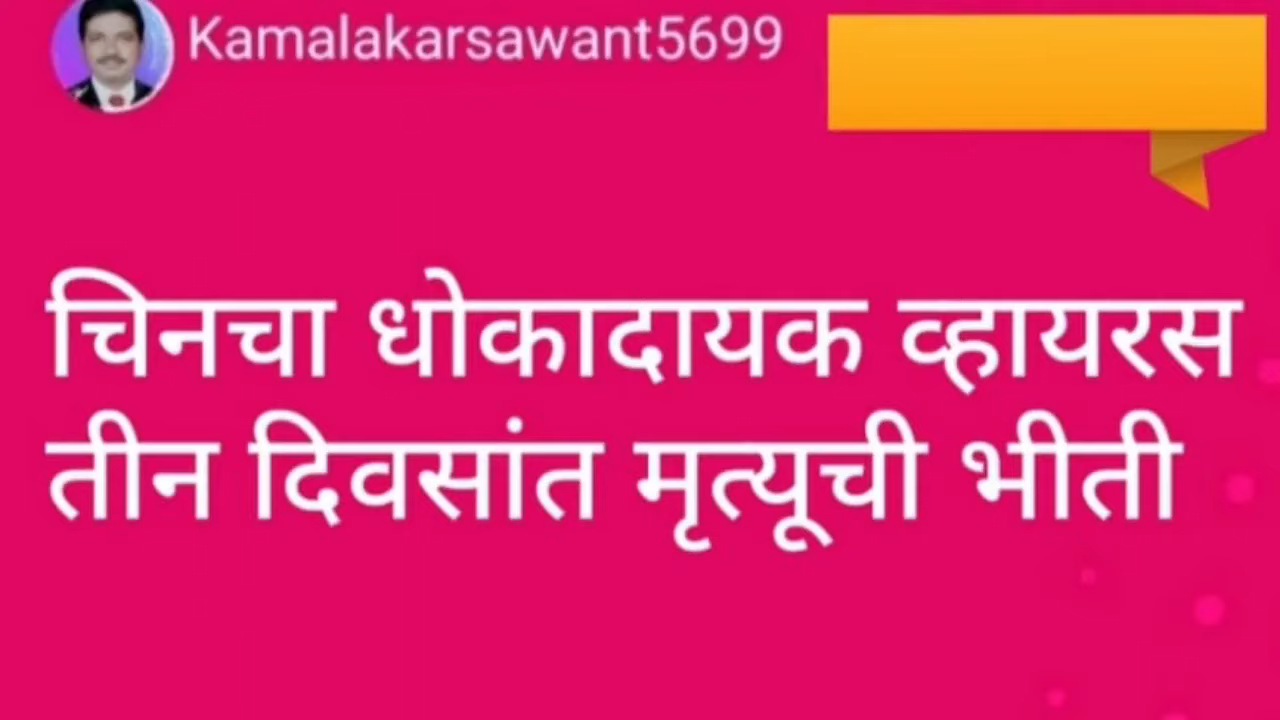 Kamalakarsawant5699
चिनचा धोकादायक व्हायरस
तीन दिवसांत मृत्यूची भीती